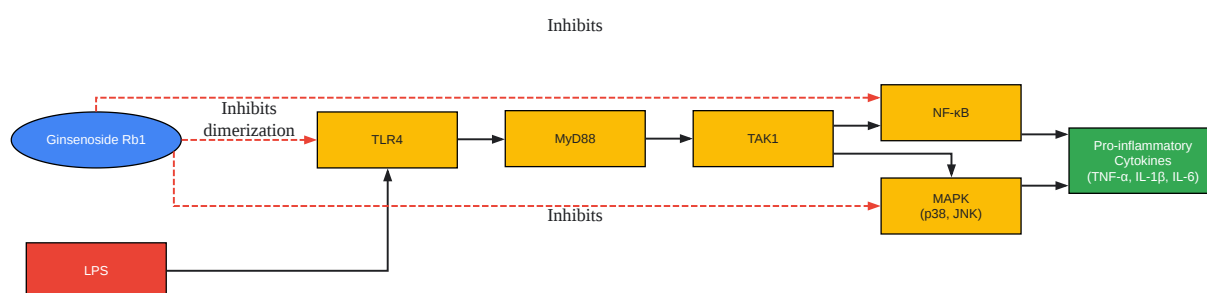 Inhibits
Inhibits
dimerization
Ginsenoside Rb1
TLR4
MyD88
TAK1
NF-κB
Pro-inflammatory
Cytokines
(TNF-α, IL-1β, IL-6)
MAPK
(p38, JNK)
Inhibits
LPS